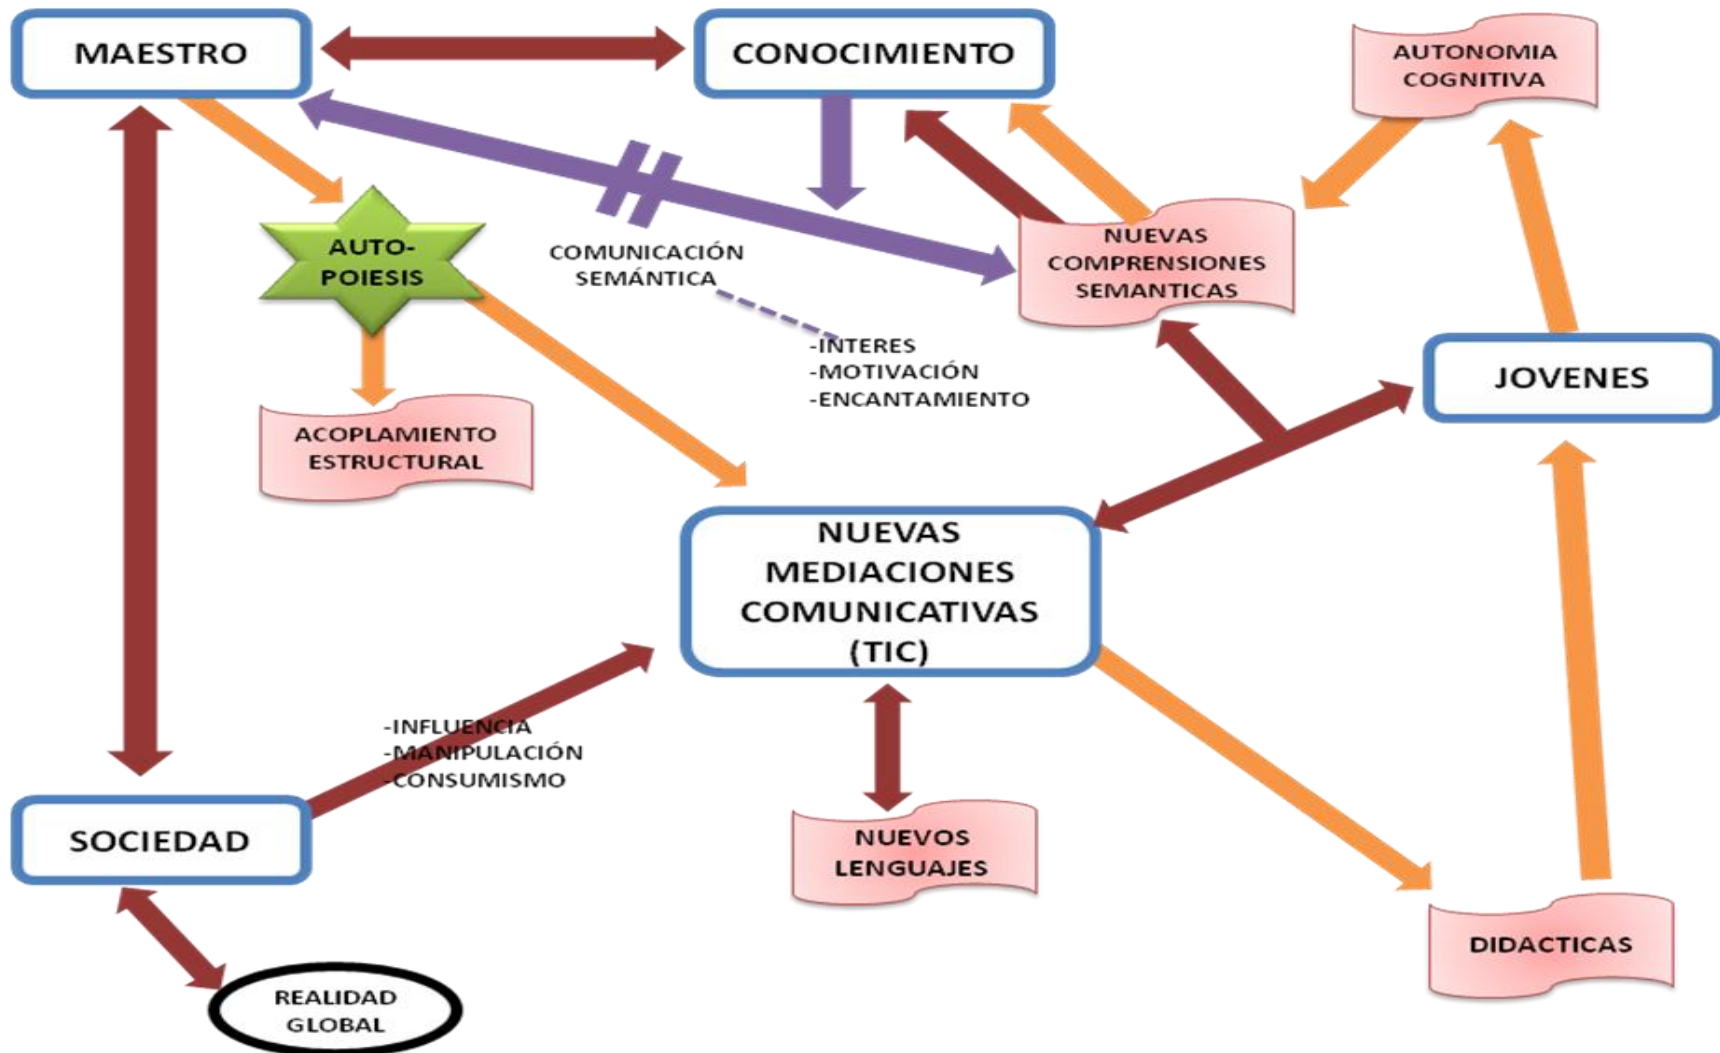 MAESTRO
CONOCIMIENTO
AUTONOMIA
COGNITIVA
AUTO-
POIESIS
COMUNICACIÓN
SEMÁNTICA
NUEVAS
COMPRENSIONES
SEMANTICAS
-INTERES
-MOTIVACIÓN
-ENCANTAMIENTO
JOVENES
ACOPLAMIENTO
ESTRUCTURAL
NUEVAS
MEDIACIONES
COMUNICATIVAS
(TIC)
-INFLUENCIA
-MANIPULACIÓN
-CONSUMISMO
SOCIEDAD
NUEVOS
LENGUAJES
DIDACTICAS
REALIDAD
GLOBAL